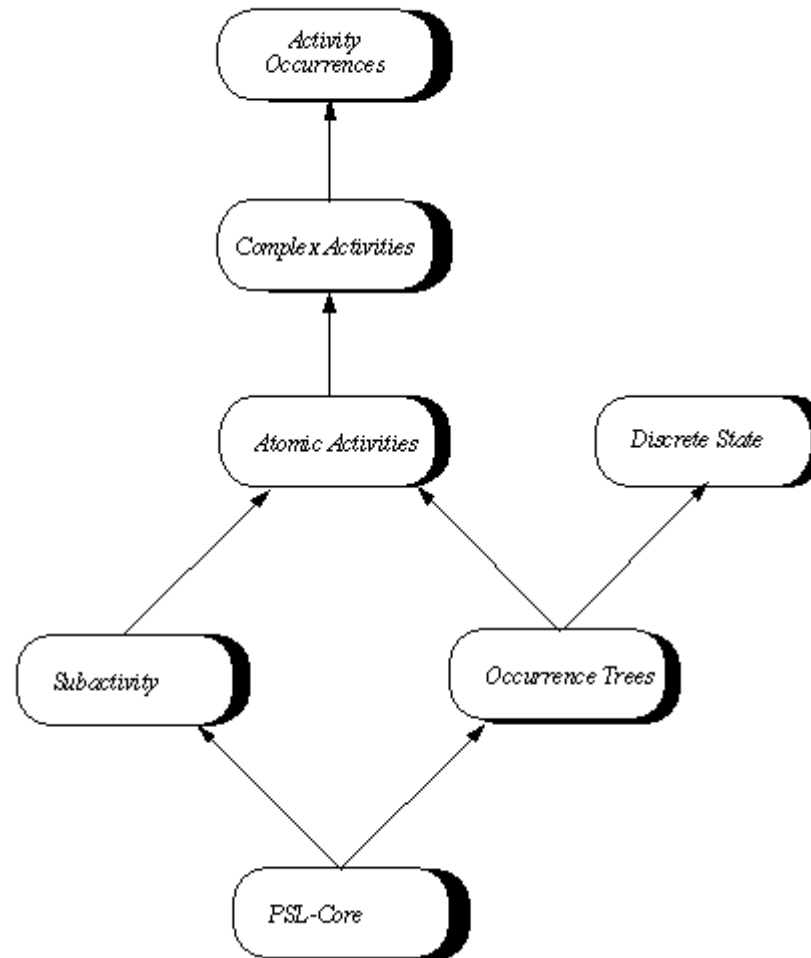 Activity
Occurrences
Complex Activities
Atomic Activities
Discrete State
Subactivity
Occurrence Trees
PSL-Core